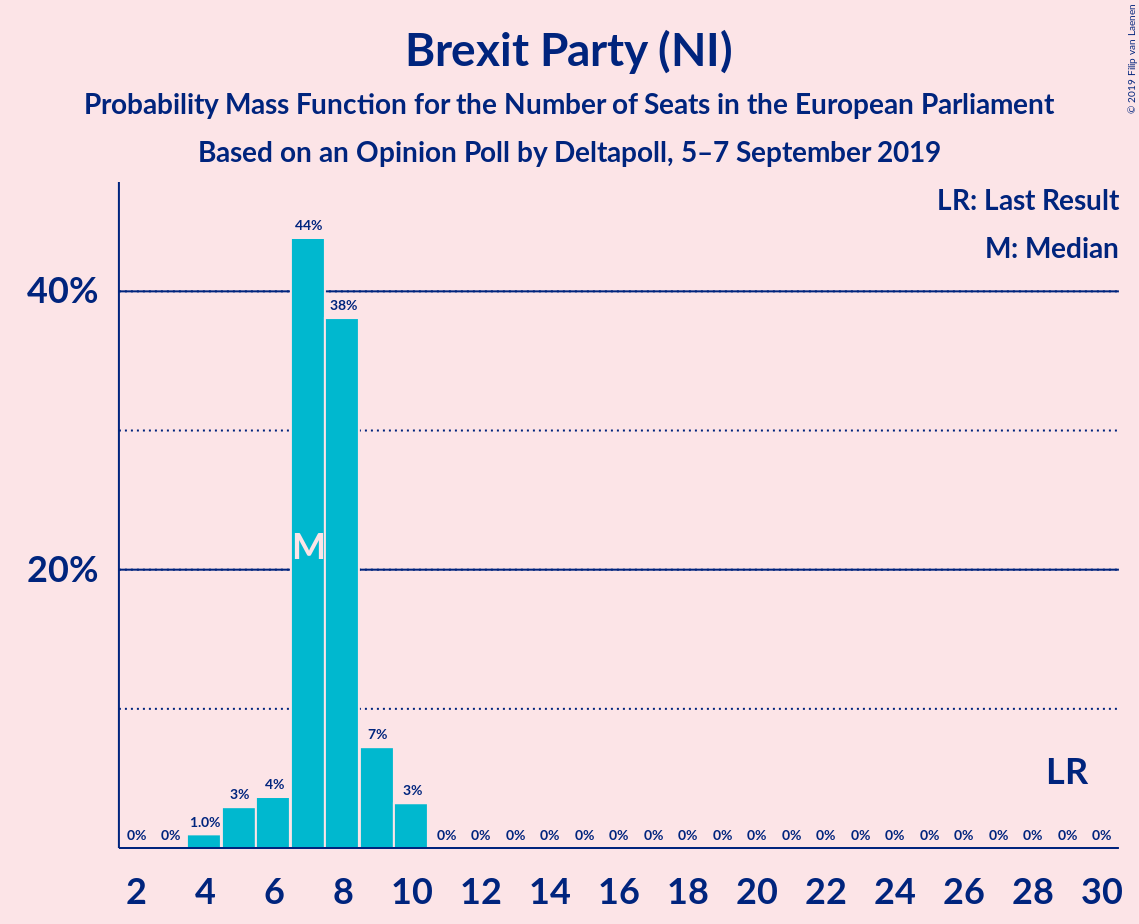 Brexit Party (NI)
Probability Mass Function for the Number of Seats in the European Parliament
Based on an Opinion Poll by Deltapoll, 5–7 September 2019
© 2019 Filip van Laenen
LR: Last Result
M: Median
40%
20%
0% 0% 1.0% 3% 4% 44% 38% 7% 3% 0% 0% 0% 0% 0% 0% 0% 0% 0% 0% 0% 0% 0% 0% 0% 0% 0% 0% 0% 0%
M
LR
2 4 6 8 10 12 14 16 18 20 22 24 26 28 30